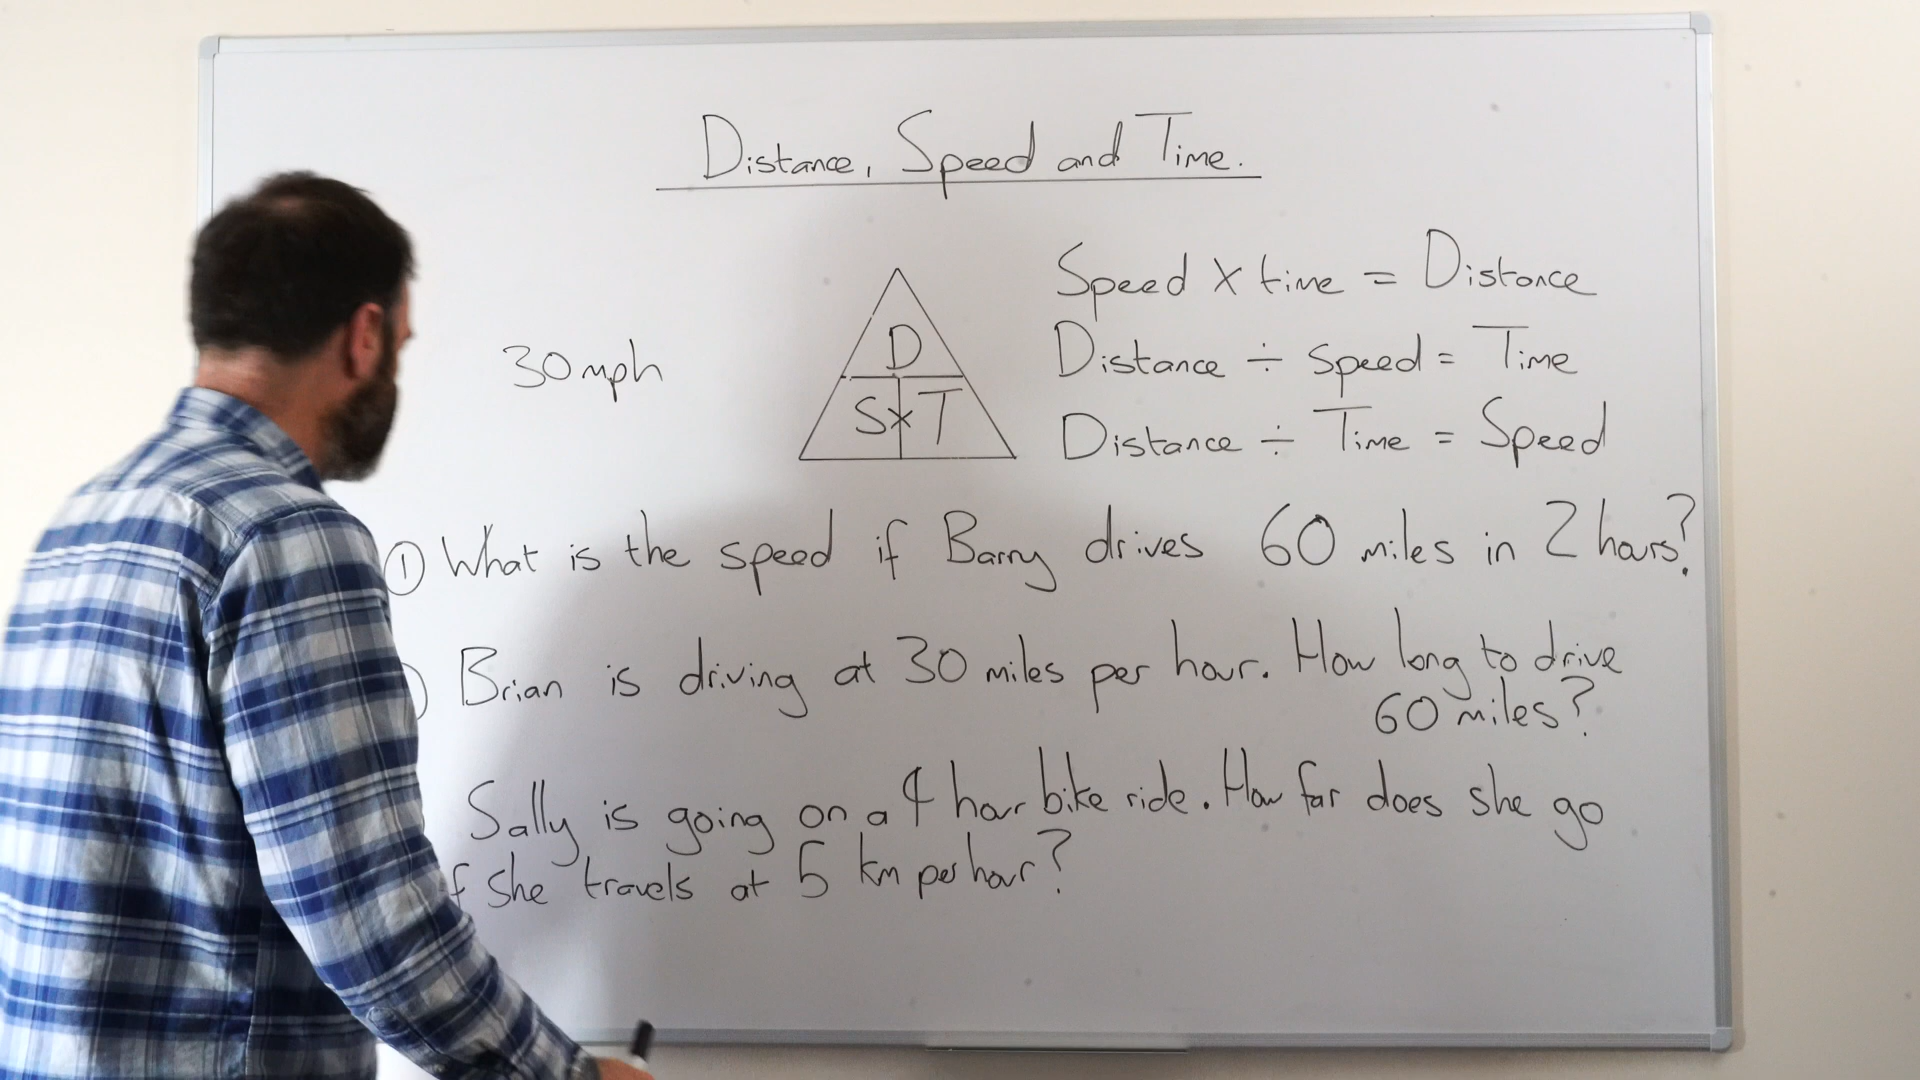 Distance, Speed and Time.
Speed X time = Distance
30mph
D
S x T
Distance ÷ Speed = Time
Distance ÷ Time = Speed
① What is the speed if Barry drives 60 miles in 2 hours?
Brian is driving at 30 miles per hour. How long to drive
60 miles?
Sally is going on a 4 hour bike ride. How far does she go
f she travels at 5 km per hour?